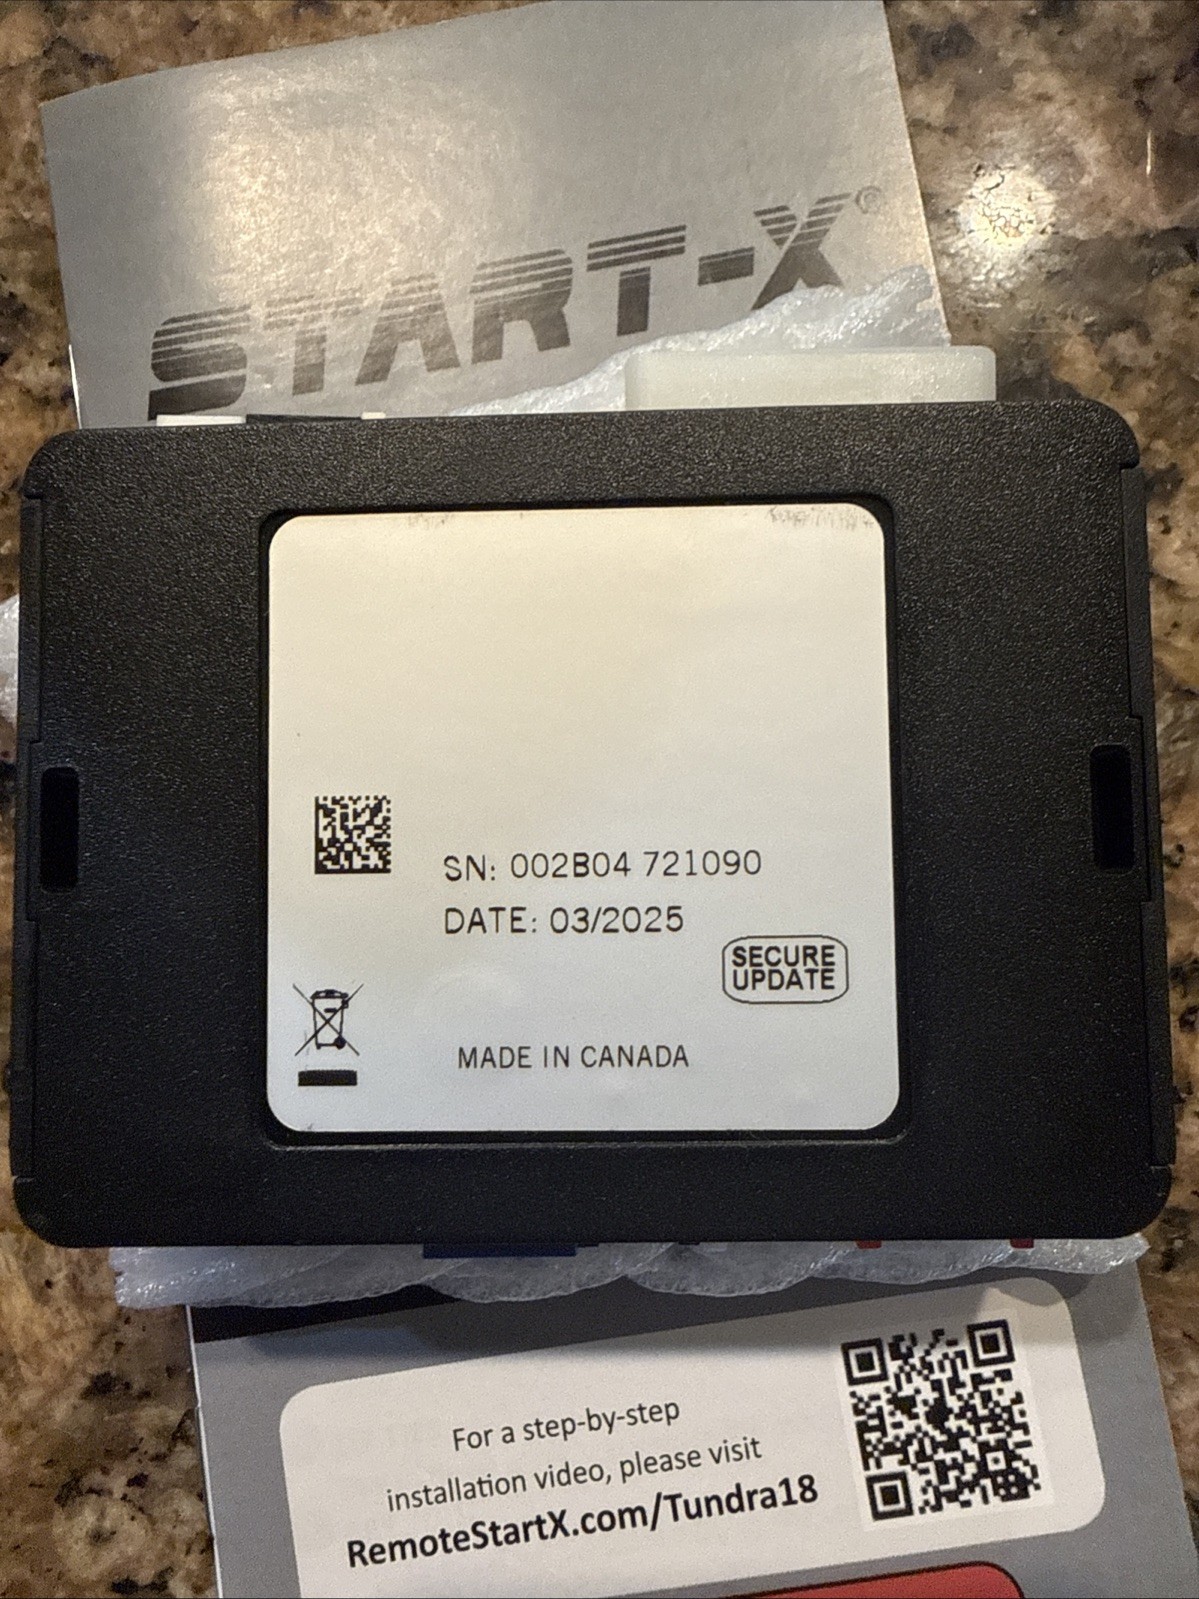 START-X®
SN: 002B04 721090
DATE: 03/2025
SECURE
UPDATE
MADE IN CANADA
For a step-by-step
installation video, please visit
RemoteStartX.com/Tundra18